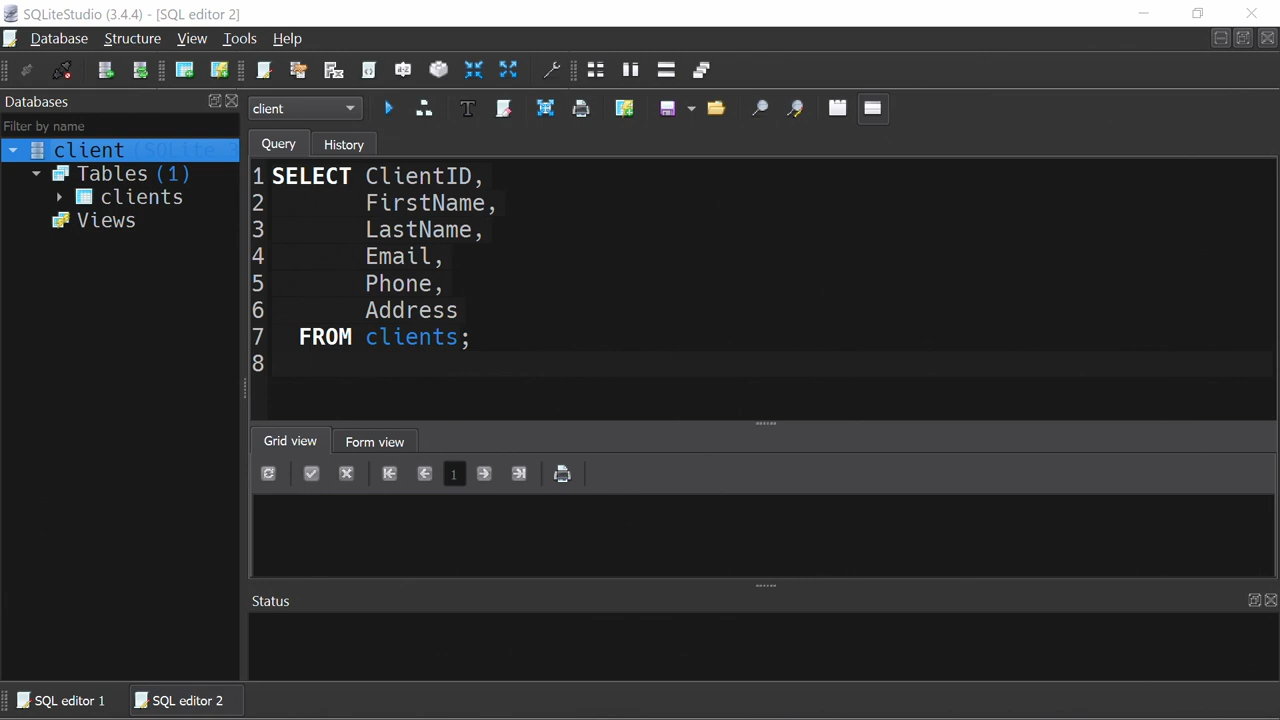 SQLiteStudio (3.4.4) - [SQL editor 2]
Database Structure View Tools Help
Databases
Filter by name
client (SQLite 3
Tables (1)
clients
Views
client
Query History
1 SELECT ClientID,
2 FirstName,
3 LastName,
4 Email,
5 Phone,
6 Address
7 FROM clients;
8
Grid view Form view
1
Status
SQL editor 1 SQL editor 2